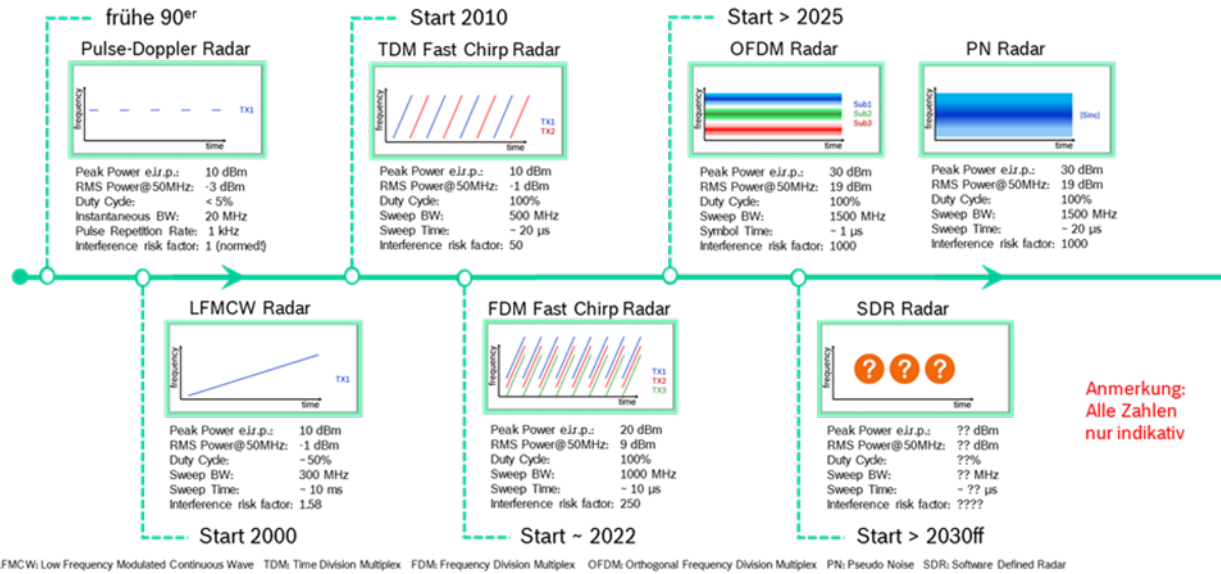 frühe 90er
Start 2010
Start > 2025
Pulse-Doppler Radar
frequency
TX1
time
Peak Power e.i.r.p.: 10 dBm
RMS Power@50MHz: -3 dBm
Duty Cycle: < 5%
Instantaneous BW: 20 MHz
Pulse Repetition Rate: 1 kHz
Interference risk factor: 1 (normed!)
TDM Fast Chirp Radar
frequency
TX1
TX2
time
Peak Power e.i.r.p.: 10 dBm
RMS Power@50MHz: -1 dBm
Duty Cycle: 100%
Sweep BW: 500 MHz
Sweep Time: ~ 20 µs
Interference risk factor: 50
OFDM Radar
frequency
Sub1
Sub2
Sub3
time
Peak Power e.i.r.p.: 30 dBm
RMS Power@50MHz: 19 dBm
Duty Cycle: 100%
Sweep BW: 1500 MHz
Symbol Time: ~ 1 µs
Interference risk factor: 1000
PN Radar
frequency
|Sinc|
time
Peak Power e.i.r.p.: 30 dBm
RMS Power@50MHz: 19 dBm
Duty Cycle: 100%
Sweep BW: 1500 MHz
Sweep Time: ~ 20 µs
Interference risk factor: 1000
LFMCW Radar
frequency
TX1
time
Peak Power e.i.r.p.: 10 dBm
RMS Power@50MHz: -1 dBm
Duty Cycle: ~50%
Sweep BW: 300 MHz
Sweep Time: ~ 10 ms
Interference risk factor: 1.58
FDM Fast Chirp Radar
frequency
TX1
TX2
TX3
time
Peak Power e.i.r.p.: 20 dBm
RMS Power@50MHz: 9 dBm
Duty Cycle: 100%
Sweep BW: 1000 MHz
Sweep Time: ~ 10 µs
Interference risk factor: 250
SDR Radar
frequency
? ? ?
time
Peak Power e.i.r.p.: ?? dBm
RMS Power@50MHz: ?? dBm
Duty Cycle: ??%
Sweep BW: ?? MHz
Sweep Time: ~ ?? µs
Interference risk factor: ????
Anmerkung:
Alle Zahlen
nur indikativ
Start 2000
Start ~ 2022
Start > 2030ff
FMCW: Low Frequency Modulated Continuous Wave TDM: Time Division Multiplex FDM: Frequency Division Multiplex OFDM: Orthogonal Frequency Division Multiplex PN: Pseudo Noise SDR: Software Defined Radar